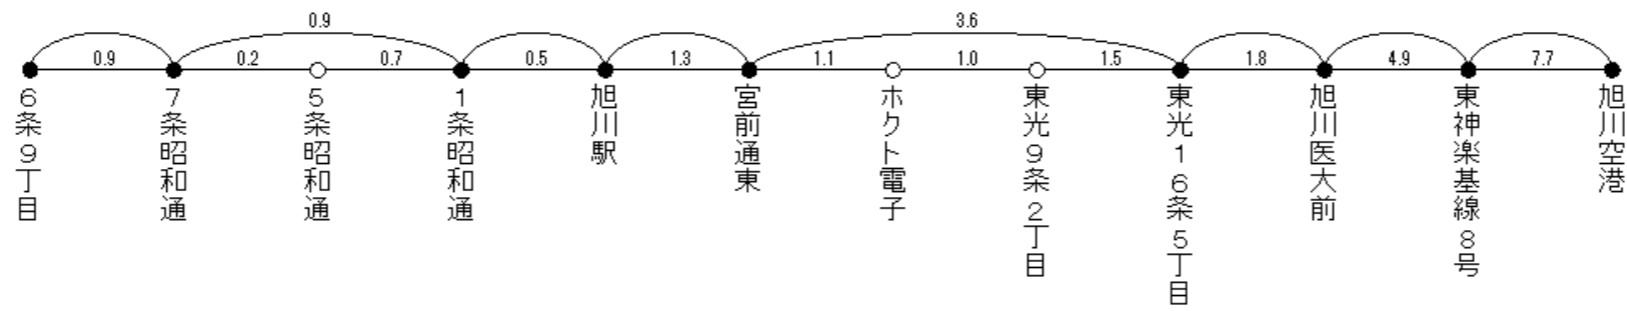 0.9 3.6
0.9 0.2 0.7 0.5 1.3 1.1 1.0 1.5 1.8 4.9 7.7
6条9丁目
7条昭和通
5条昭和通
1条昭和通
旭川駅
宮前通東
ホクト電子
東光9条2丁目
東光16条5丁目
旭川医大前
東神楽基線8号
旭川空港